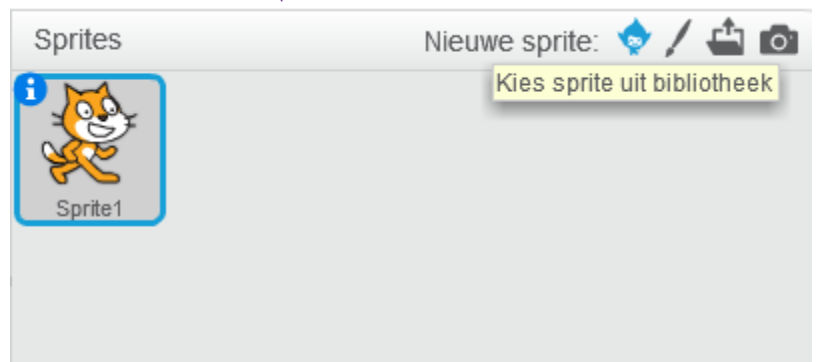 Sprites Nieuwe sprite:
Kies sprite uit bibliotheek
i
Sprite1